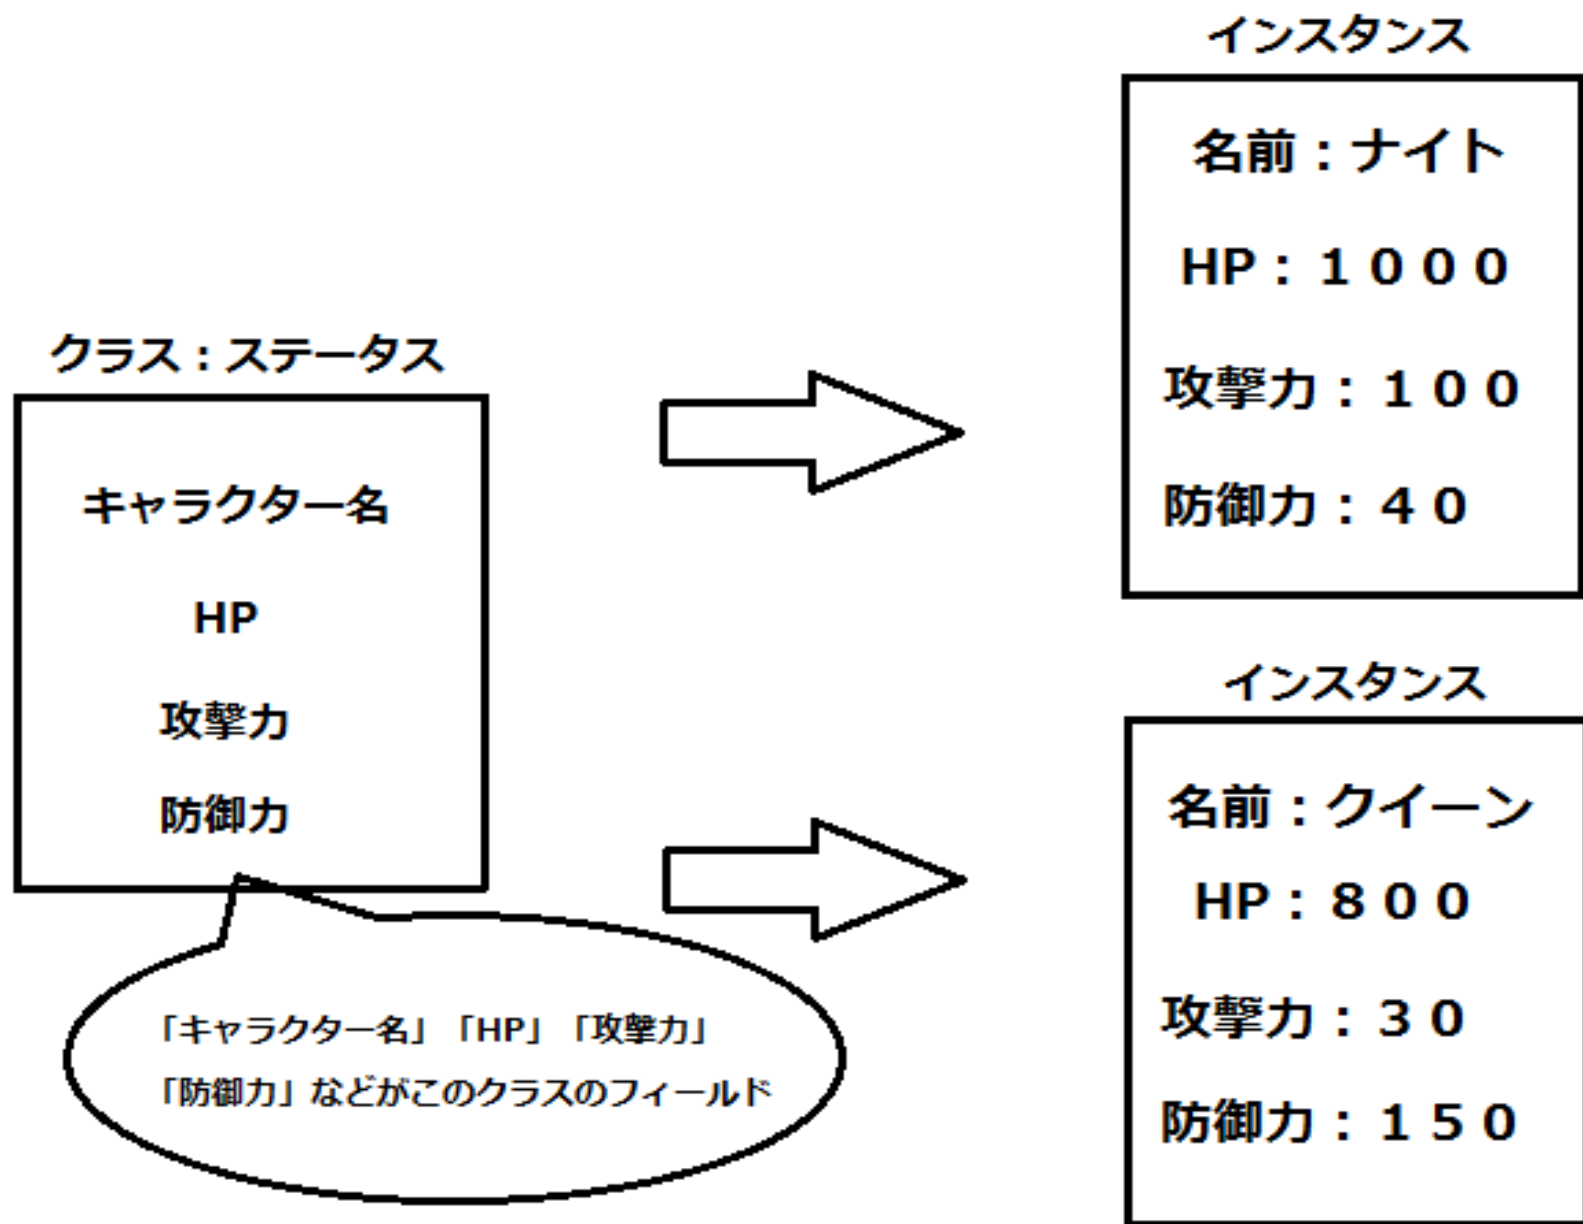 クラス：ステータス
キャラクター名
HP
攻撃力
防御力
「キャラクター名」「HP」「攻撃力」
「防御力」などがこのクラスのフィールド
インスタンス
名前：ナイト
HP：１０００
攻撃力：１００
防御力：４０
インスタンス
名前：クイーン
HP：８００
攻撃力：３０
防御力：１５０